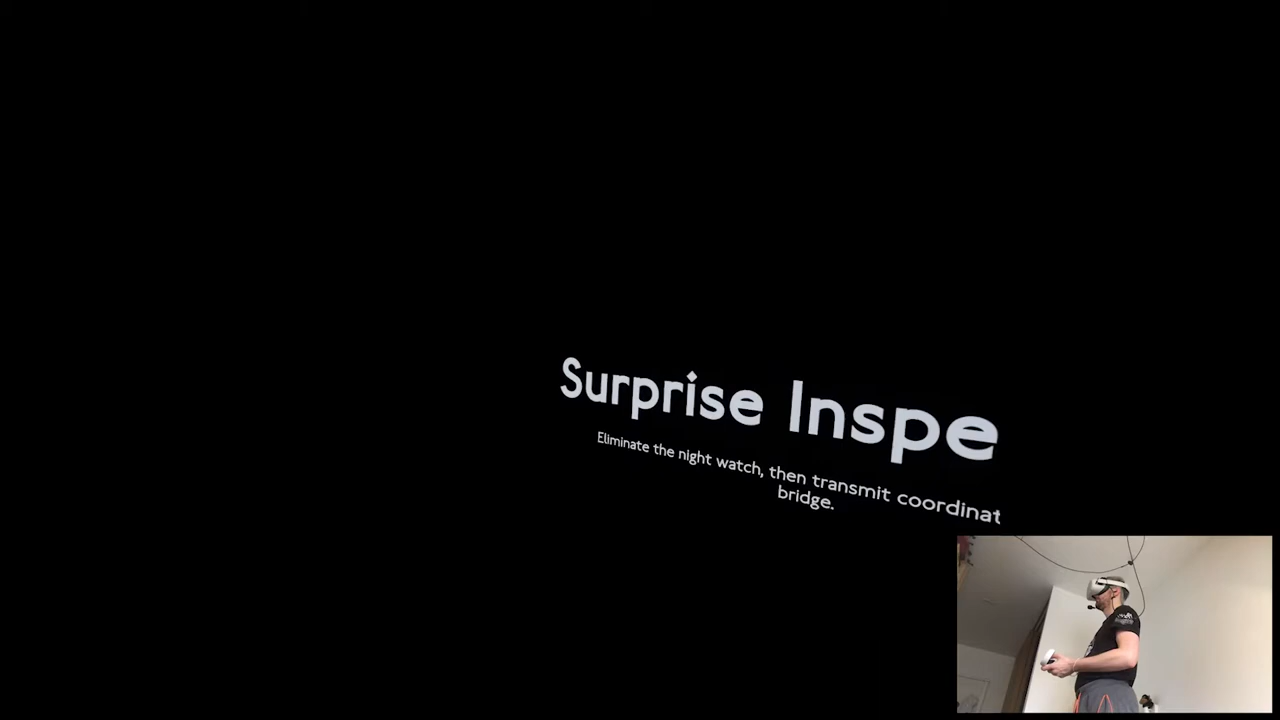 Surprise Inspe
Eliminate the night watch, then transmit coordinat
bridge.